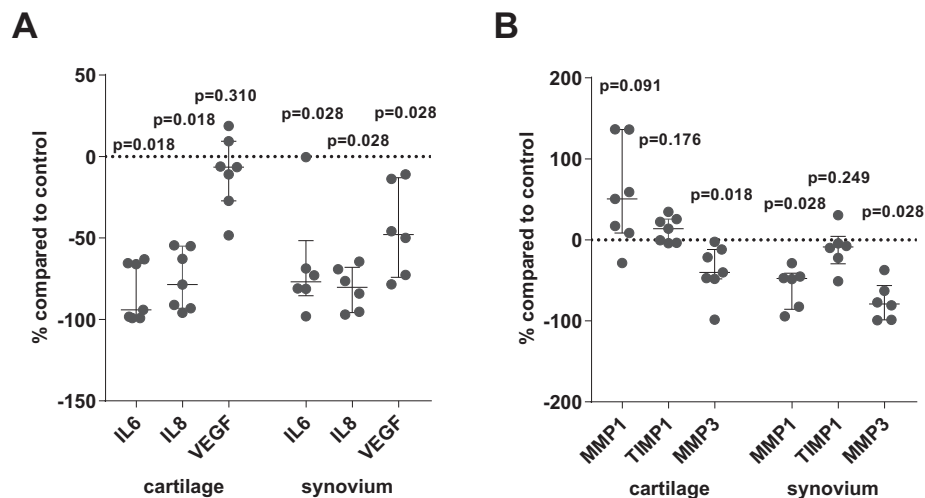 A
B
% compared to control
50
0
-50
-100
-150
p=0.018
p=0.018
p=0.310
p=0.028
p=0.028
p=0.028
IL6
IL8
VEGF
IL6
IL8
VEGF
cartilage
synovium
% compared to control
200
100
0
-100
-200
p=0.091
p=0.176
p=0.018
p=0.028
p=0.249
p=0.028
MMP1
TIMP1
MMP3
MMP1
TIMP1
MMP3
cartilage
synovium